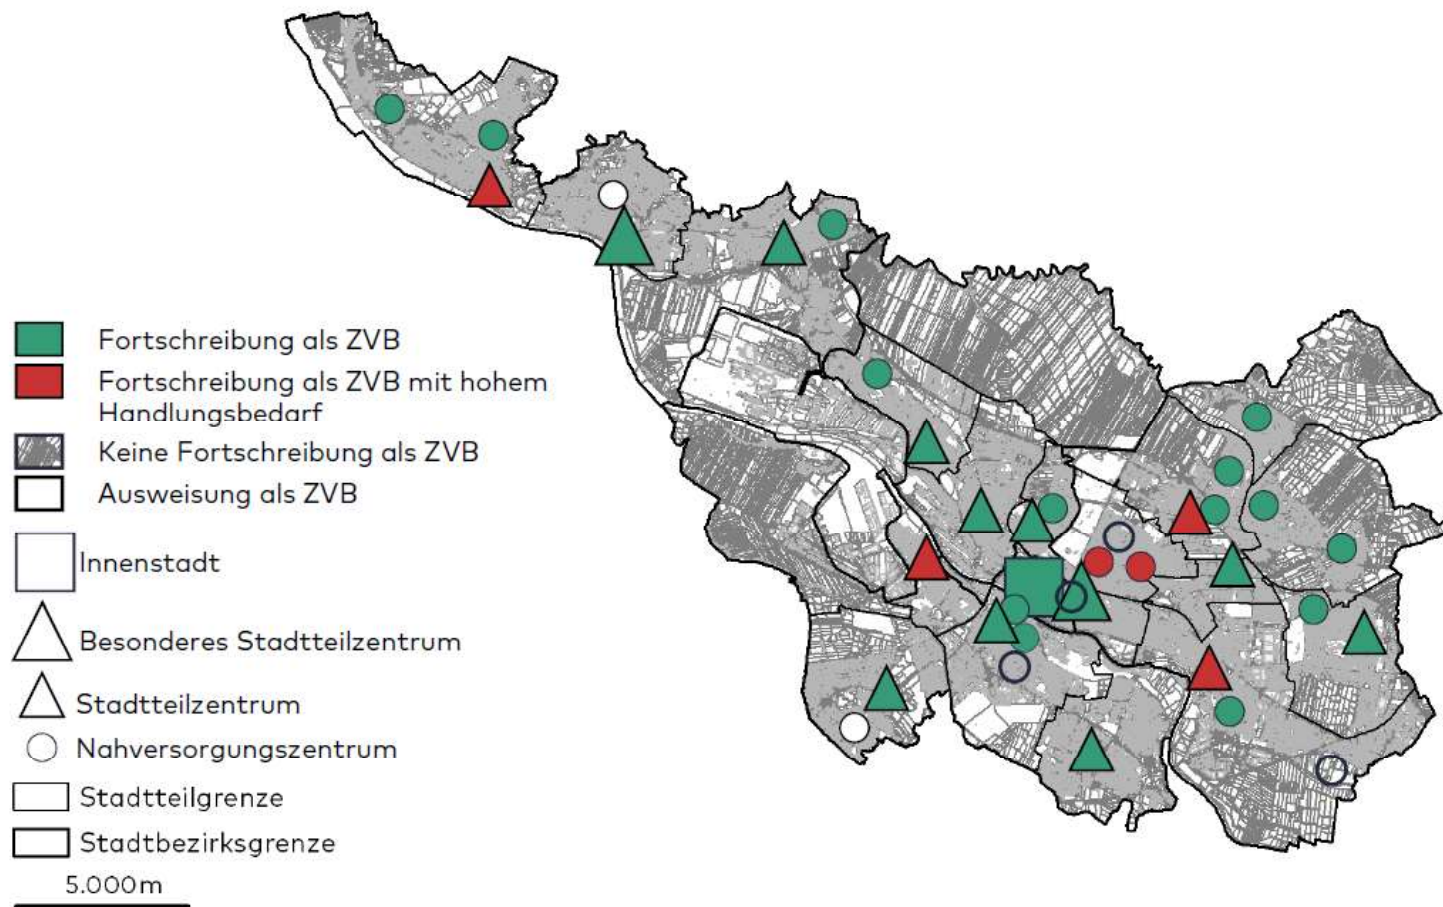 Fortschreibung als ZVB
Fortschreibung als ZVB mit hohem
Handlungsbedarf
Keine Fortschreibung als ZVB
Ausweisung als ZVB
Innenstadt
Besonderes Stadtteilzentrum
Stadtteilzentrum
Nahversorgungszentrum
Stadtteilgrenze
Stadtbezirksgrenze
5.000m